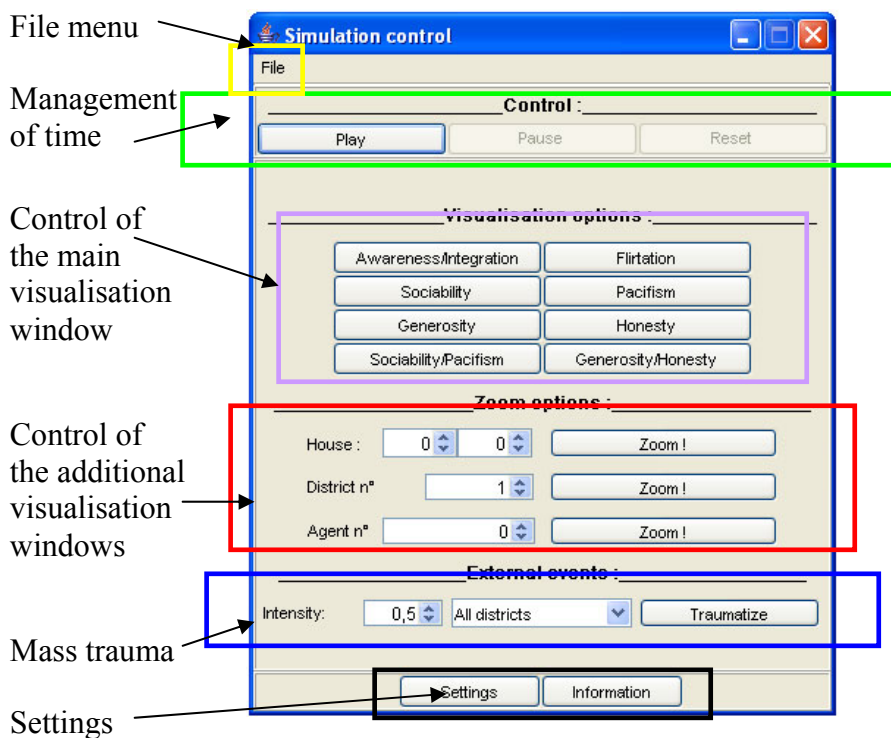 File menu
Management
of time
Control of
the main
visualisation
window
Control of
the additional
visualisation
windows
Mass trauma
Settings
Simulation control
File
Control :
Play Pause Reset
Visualisation options :
Awareness/Integration Flirtation
Sociability Pacifism
Generosity Honesty
Sociability/Pacifism Generosity/Honesty
Zoom options :
House : 0 0 Zoom !
District n° 1 Zoom !
Agent n° 0 Zoom !
External events :
Intensity: 0,5 All districts Traumatize
Settings Information